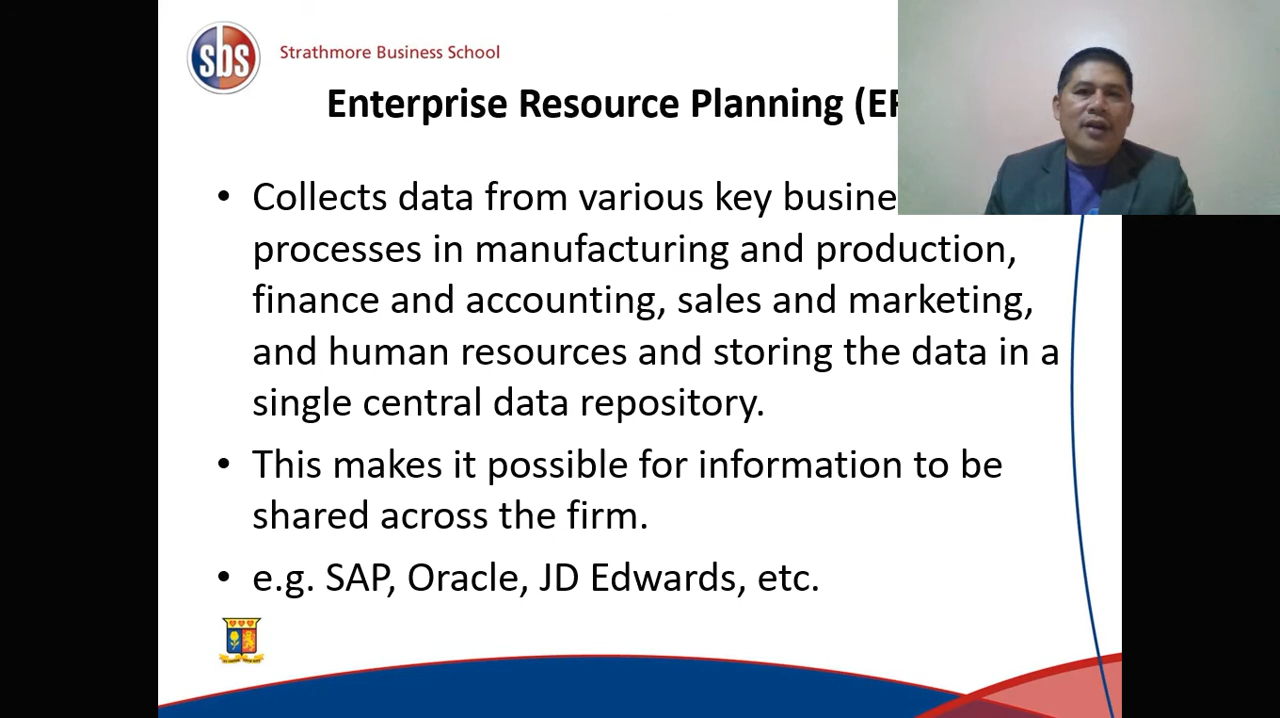 sbs
Strathmore Business School
Enterprise Resource Planning (
• Collects data from various key
processes in manufacturing and production,
finance and accounting, sales and marketing,
and human resources and storing the data in a
single central data repository.
• This makes it possible for information to be
shared across the firm.
• e.g. SAP, Oracle, JD Edwards, etc.